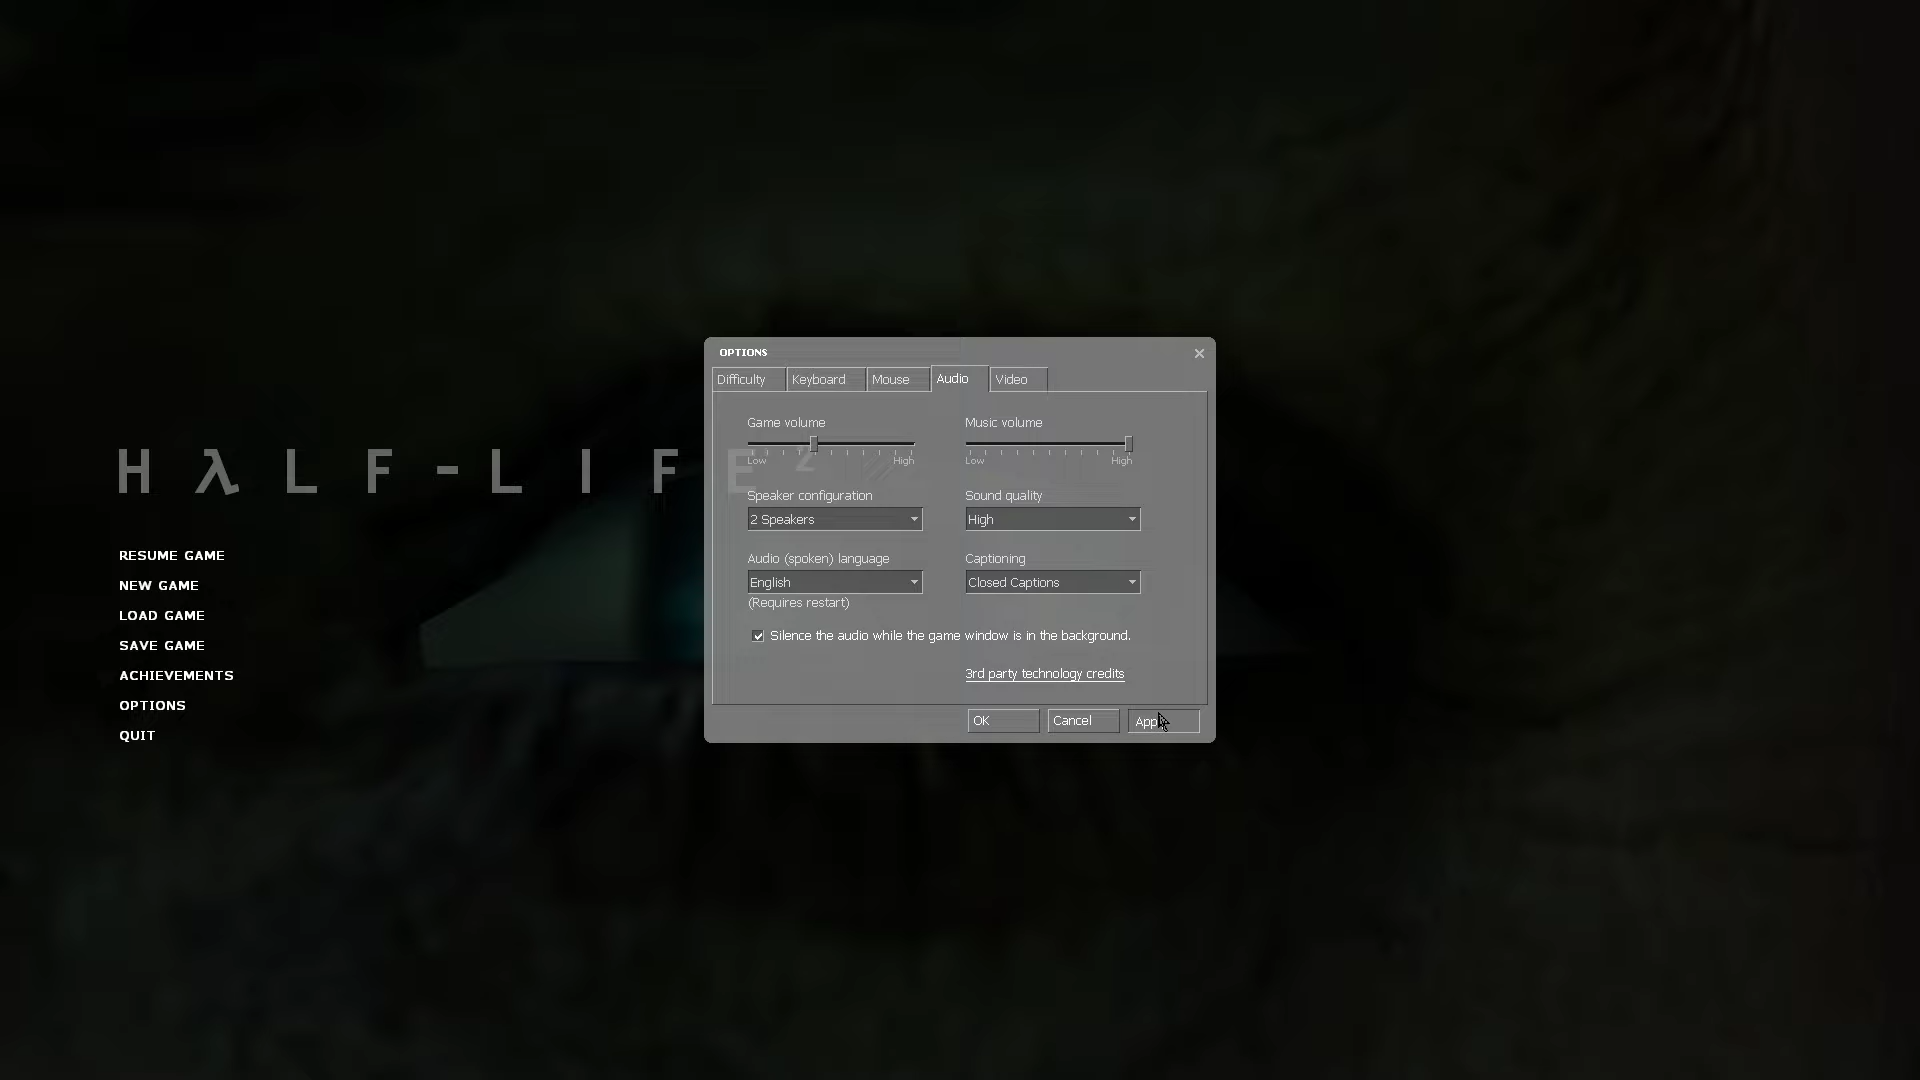 OPTIONS
Difficulty Keyboard Mouse Audio Video
Game volume Music volume
Low High Low High
Speaker configuration Sound quality
2 Speakers High
Audio (spoken) language Captioning
English Closed Captions
(Requires restart)
Silence the audio while the game window is in the background.
3rd party technology credits
OK Cancel
HλLF-LIFE 2
RESUME GAME
NEW GAME
LOAD GAME
SAVE GAME
ACHIEVEMENTS
OPTIONS
QUIT